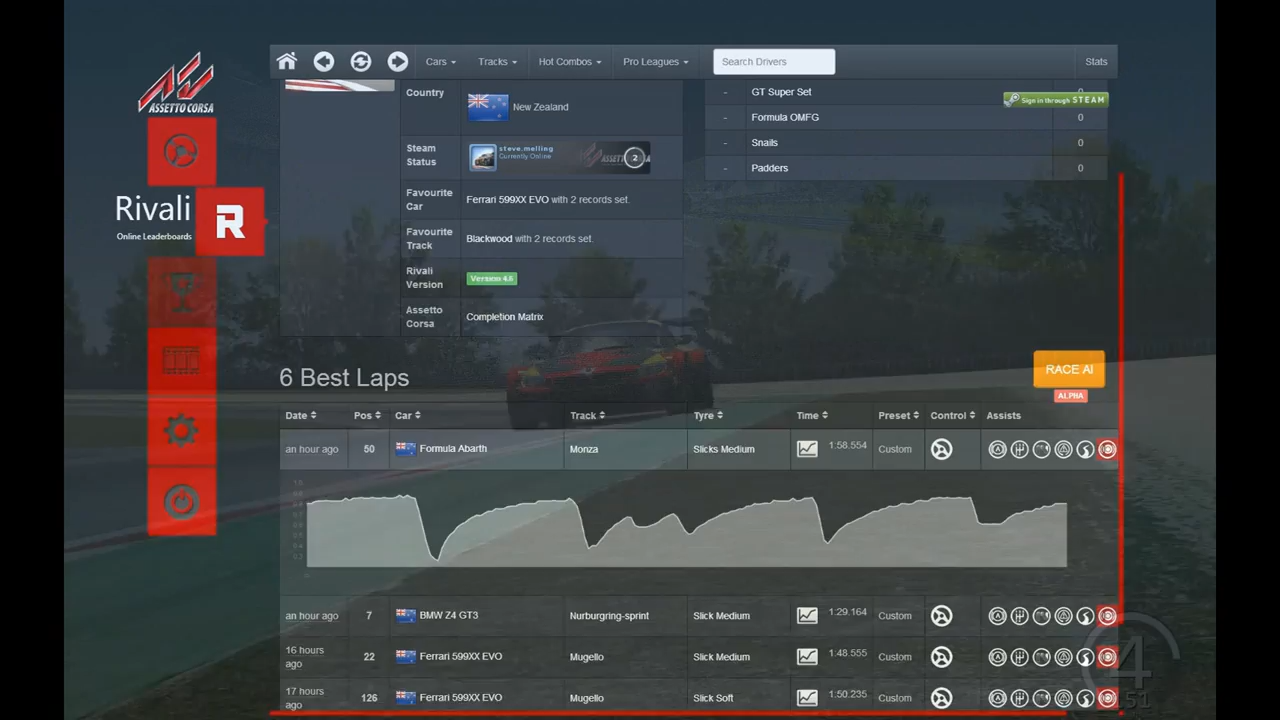 Cars Tracks Hot Combos Pro Leagues Search Drivers Stats
ASSETTO CORSA
Rivali
Online Leaderboards
R
Country New Zealand
Steam Status steve.melling Currently Online 2
Favourite Car Ferrari 599XX EVO with 2 records set.
Favourite Track Blackwood with 2 records set.
Rivali Version Version 4.6
Assetto Corsa Completion Matrix
- GT Super Set 0
Sign in through STEAM
- Formula OMFG 0
- Snails 0
- Padders 0
6 Best Laps
RACE AI
ALPHA
Date Pos Car Track Tyre Time Preset Control Assists
an hour ago 50 Formula Abarth Monza Slicks Medium 1:58.554 Custom
an hour ago 7 BMW Z4 GT3 Nurburgring-sprint Slick Medium 1:29.164 Custom
16 hours ago 22 Ferrari 599XX EVO Mugello Slick Medium 1:48.555 Custom
17 hours ago 126 Ferrari 599XX EVO Mugello Slick Soft 1:50.235 Custom
4